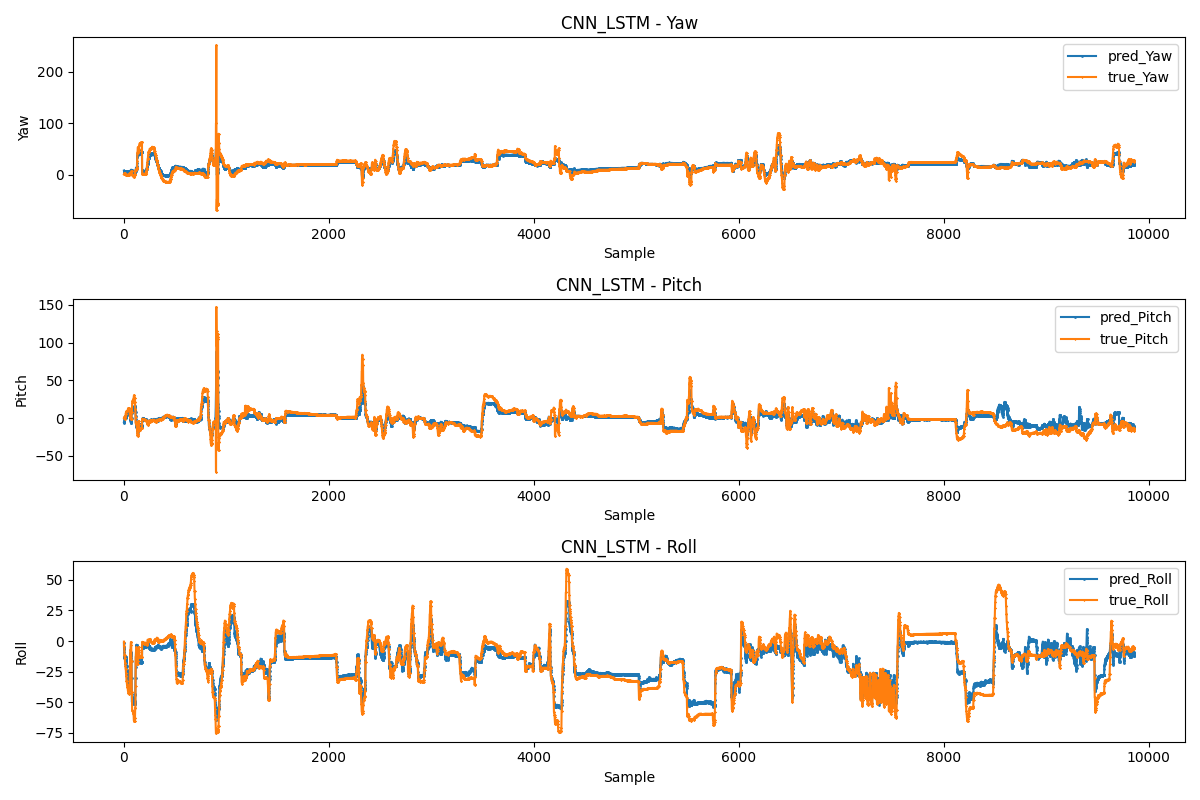 CNN_LSTM - Yaw
200
100
0
Yaw
pred_Yaw
true_Yaw
0 2000 4000 6000 8000 10000
Sample
CNN_LSTM - Pitch
150
100
50
0
−50
Pitch
pred_Pitch
true_Pitch
0 2000 4000 6000 8000 10000
Sample
CNN_LSTM - Roll
50
25
0
−25
−50
−75
Roll
pred_Roll
true_Roll
0 2000 4000 6000 8000 10000
Sample